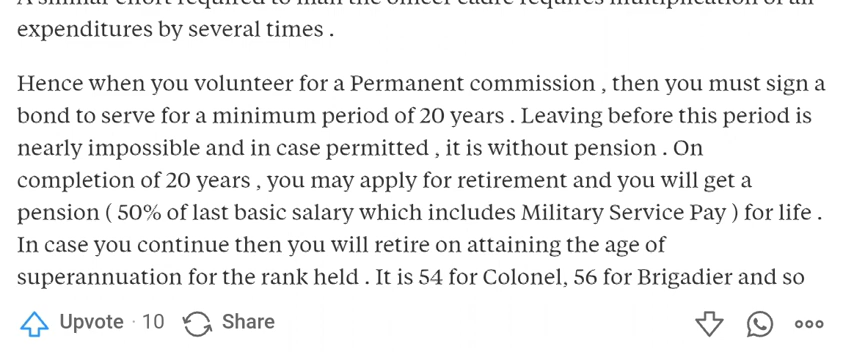 expenditures by several times .
Hence when you volunteer for a Permanent commission , then you must sign a
bond to serve for a minimum period of 20 years . Leaving before this period is
nearly impossible and in case permitted , it is without pension . On
completion of 20 years , you may apply for retirement and you will get a
pension ( 50% of last basic salary which includes Military Service Pay ) for life .
In case you continue then you will retire on attaining the age of
superannuation for the rank held . It is 54 for Colonel, 56 for Brigadier and so
Upvote · 10 Share